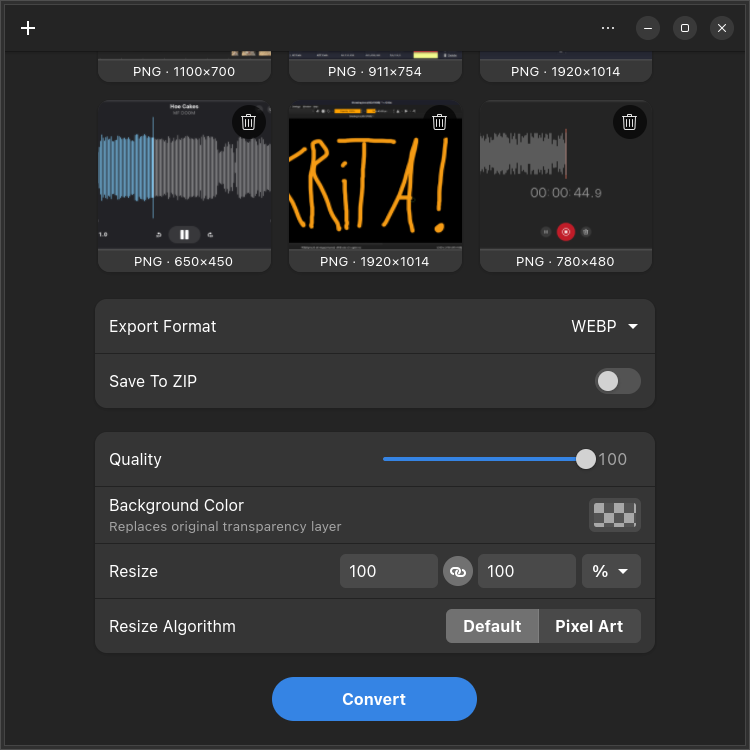 PNG · 1100×700
PNG · 911×754
PNG · 1920×1014
Hoe Cakes
MF DOOM
1.0
PNG · 650×450
KRITA!
PNG · 1920×1014
00:00:44.9
PNG · 780×480
Export Format
WEBP
Save To ZIP
Quality
100
Background Color
Replaces original transparency layer
Resize
100
100
%
Resize Algorithm
Default
Pixel Art
Convert